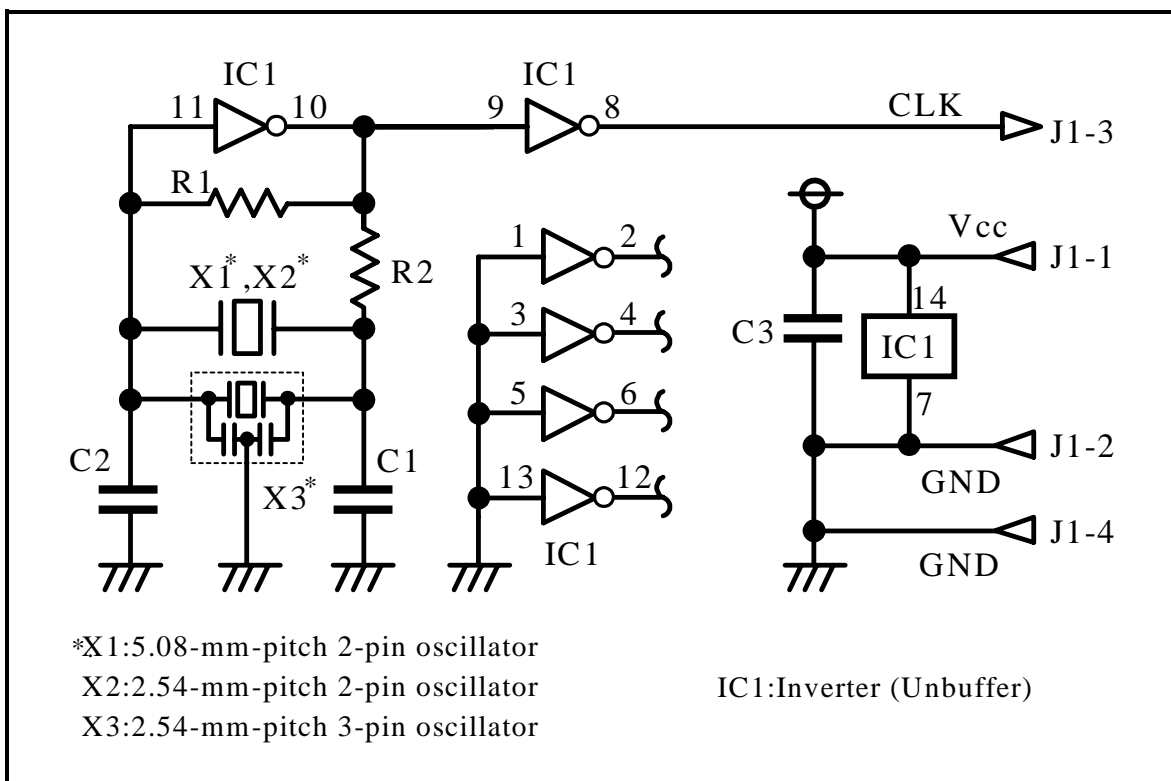 IC1
IC1
11
10
9
8
CLK
J1-3
R1
R2
X1*,X2*
1
2
Vcc
J1-1
3
4
C3
14
IC1
5
6
7
C2
X3*
C1
13
12
J1-2
GND
IC1
J1-4
GND
*X1:5.08-mm-pitch 2-pin oscillator
X2:2.54-mm-pitch 2-pin oscillator
IC1:Inverter (Unbuffer)
X3:2.54-mm-pitch 3-pin oscillator